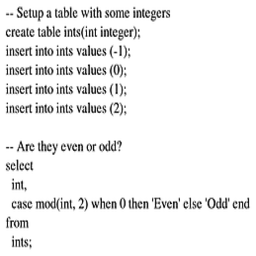 -- Setup a table with some integers
create table ints(int integer);
insert into ints values (-1);
insert into ints values (0);
insert into ints values (1);
insert into ints values (2);

-- Are they even or odd?
select
  int,
  case mod(int, 2) when 0 then 'Even' else 'Odd' end
from
  ints;